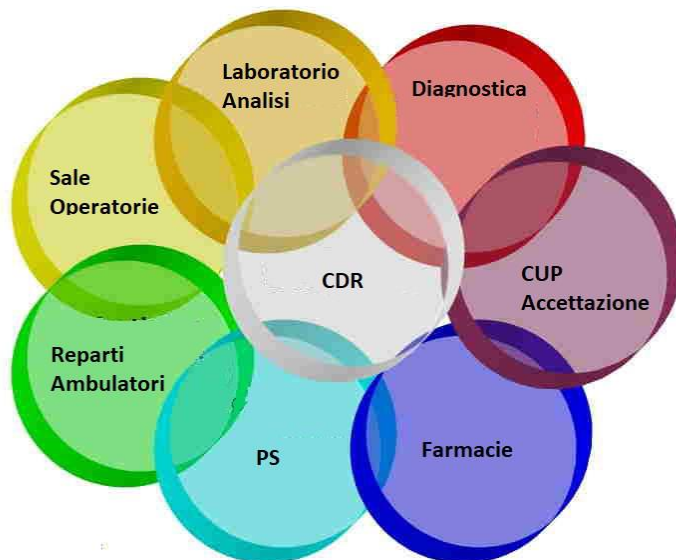 Laboratorio
Analisi
Diagnostica
Sale
Operatorie
CDR
CUP
Accettazione
Reparti
Ambulatori
PS
Farmacie